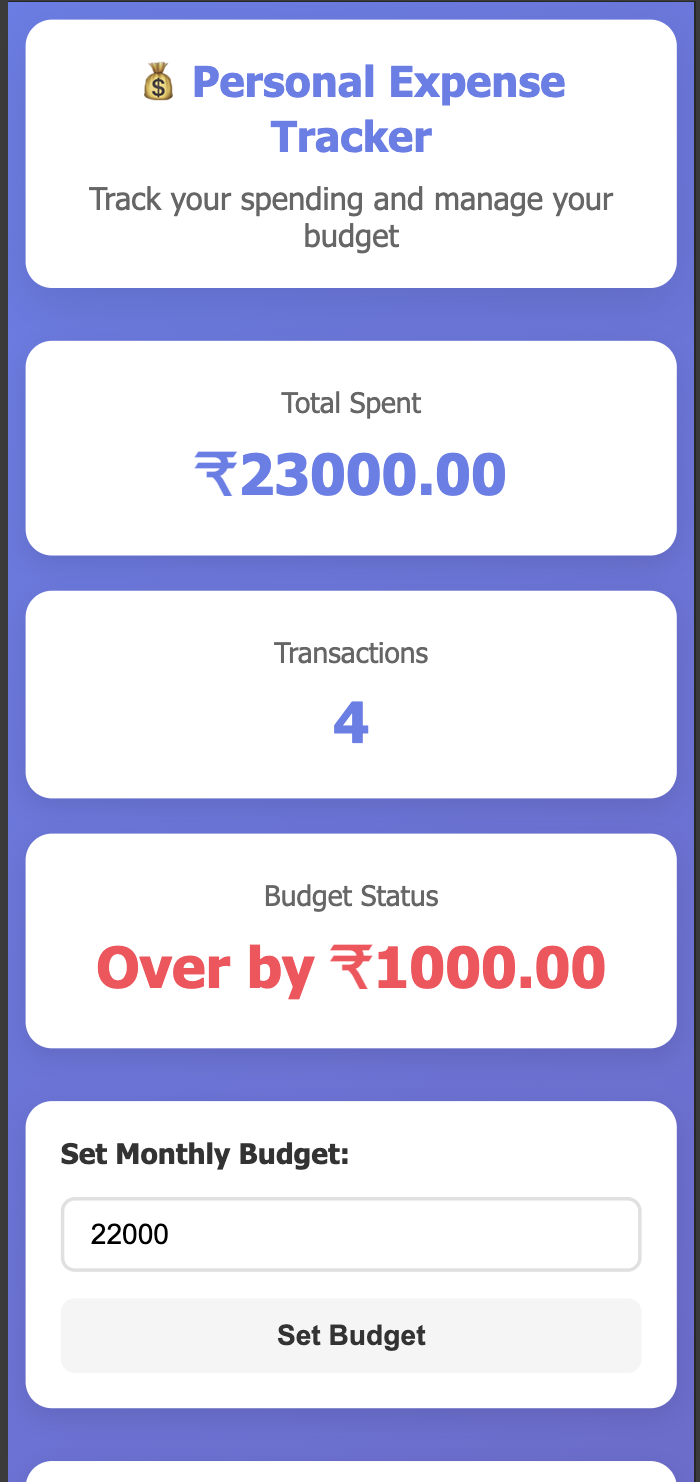 💰 Personal Expense
Tracker
Track your spending and manage your
budget
Total Spent
₹23000.00
Transactions
4
Budget Status
Over by ₹1000.00
Set Monthly Budget:
22000
Set Budget